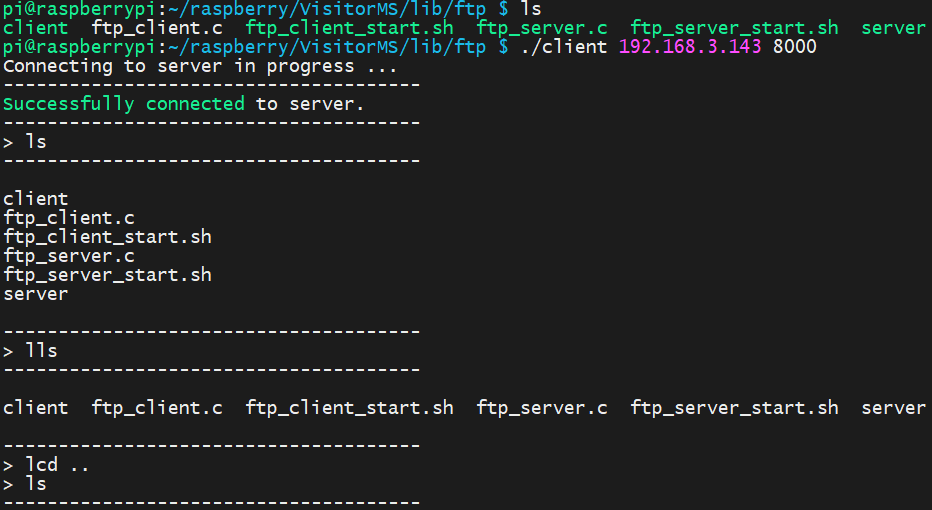 pi@raspberrypi:~/raspberry/VisitorMS/lib/ftp $ ls
client  ftp_client.c  ftp_client_start.sh  ftp_server.c  ftp_server_start.sh  server
pi@raspberrypi:~/raspberry/VisitorMS/lib/ftp $ ./client 192.168.3.143 8000
Connecting to server in progress ...
--------------------------------------
Successfully connected to server.
--------------------------------------
> ls
--------------------------------------
client
ftp_client.c
ftp_client_start.sh
ftp_server.c
ftp_server_start.sh
server
--------------------------------------
> lls
--------------------------------------
client  ftp_client.c  ftp_client_start.sh  ftp_server.c  ftp_server_start.sh  server
--------------------------------------
> lcd ..
> ls
--------------------------------------